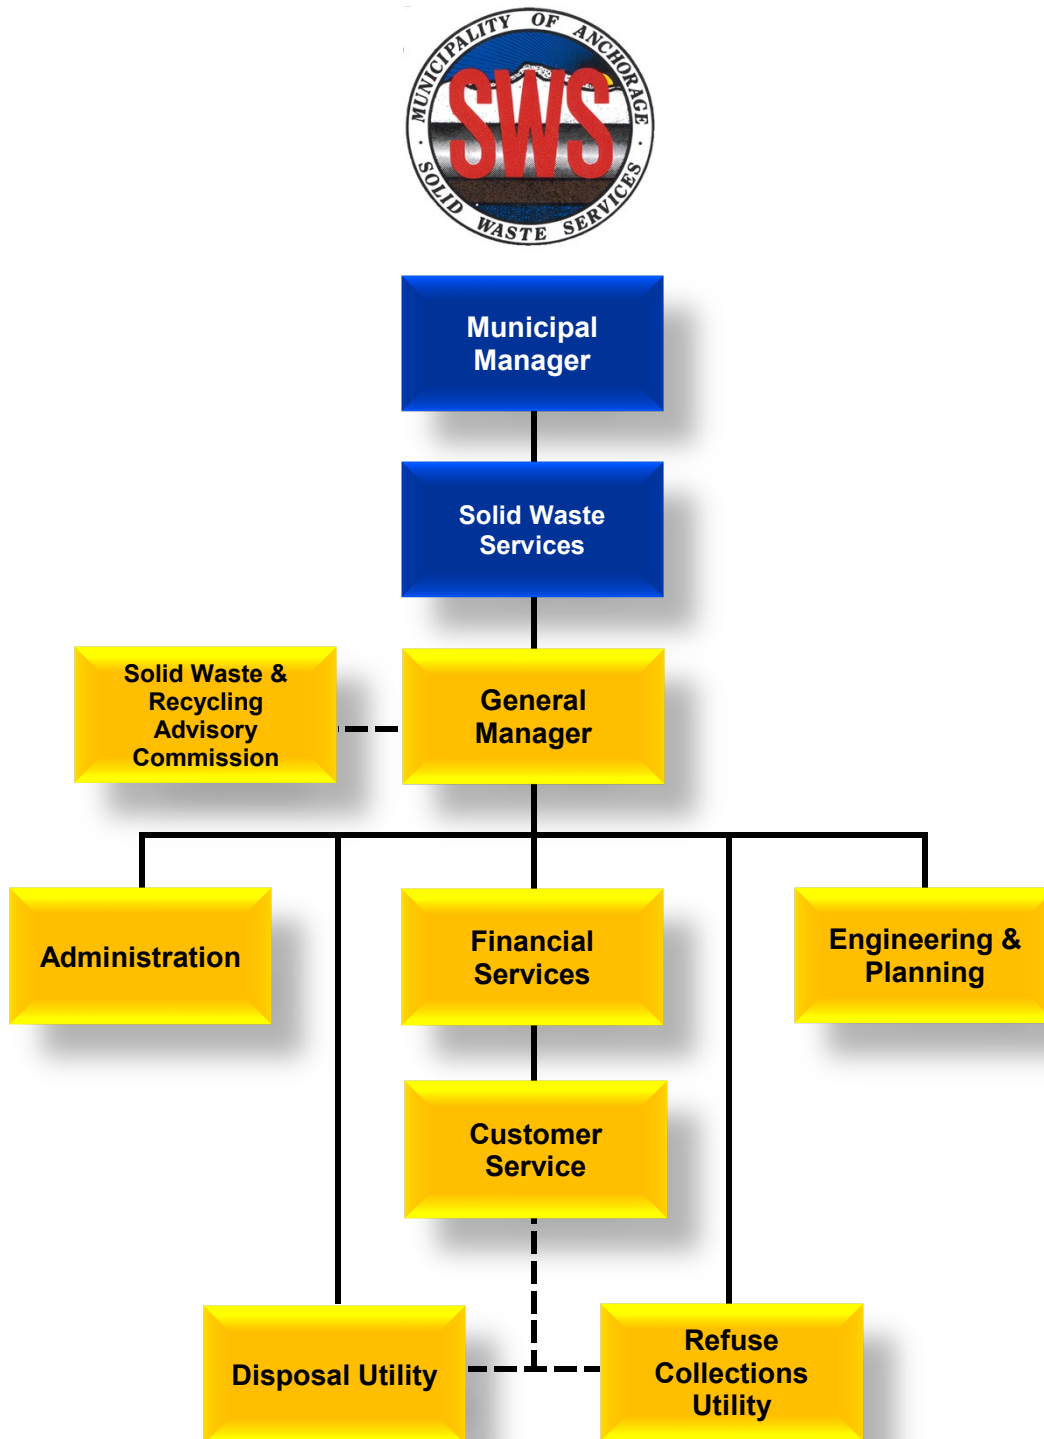 · MUNICIPALITY OF ANCHORAGE ·
SOLID WASTE SERVICES
SWS
Municipal
Manager
Solid Waste
Services
Solid Waste &
Recycling
Advisory
Commission
General
Manager
Administration
Financial
Services
Engineering &
Planning
Customer
Service
Disposal Utility
Refuse
Collections
Utility